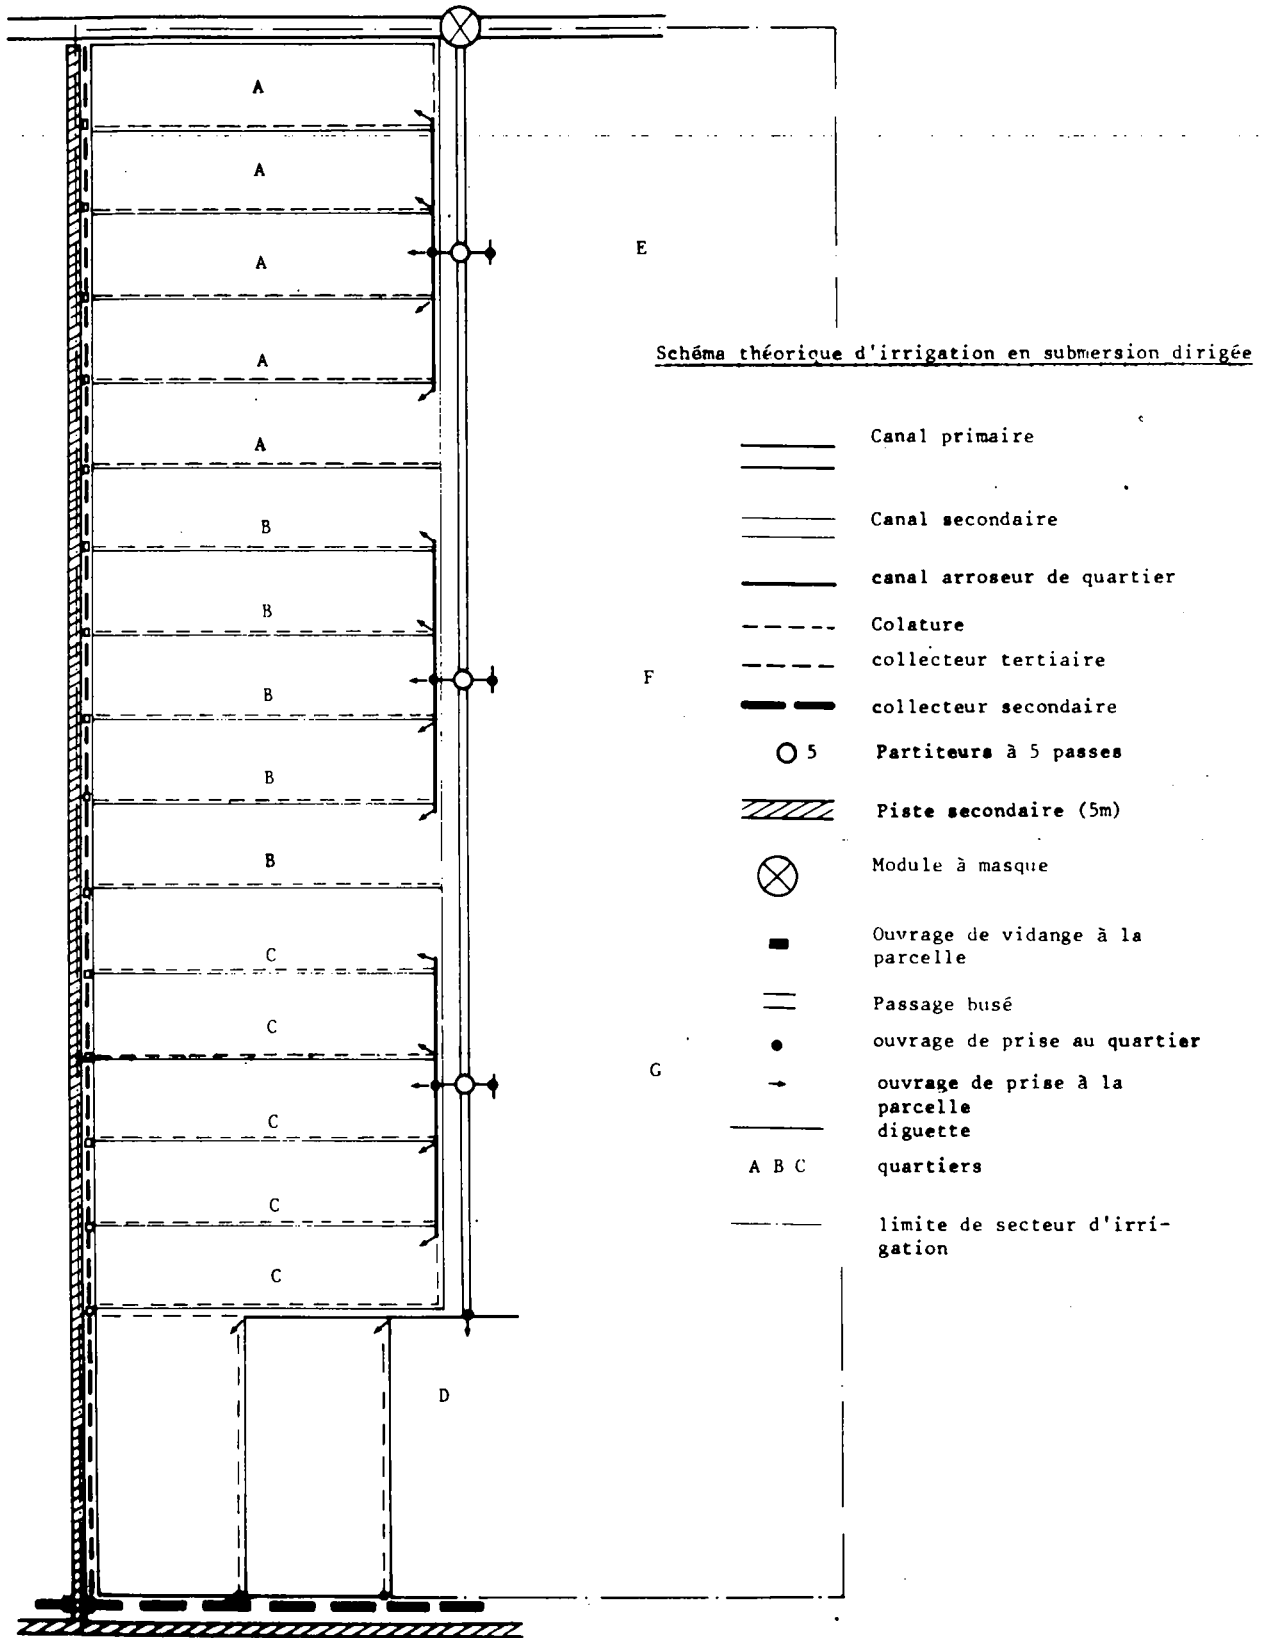 A
A
E
A
Schéma théorique d'irrigation en submersion dirigée
A
Canal primaire
A
Canal secondaire
B
canal arroseur de quartier
B
Colature
collecteur tertiaire
F
B
collecteur secondaire
5 Partiteurs à 5 passes
B
Piste secondaire (5m)
B
Module à masque
Ouvrage de vidange à la
parcelle
C
Passage busé
C
ouvrage de prise au quartier
G
ouvrage de prise à la
parcelle
C
diguette
A B C quartiers
C
limite de secteur d'irri-
gation
C
D